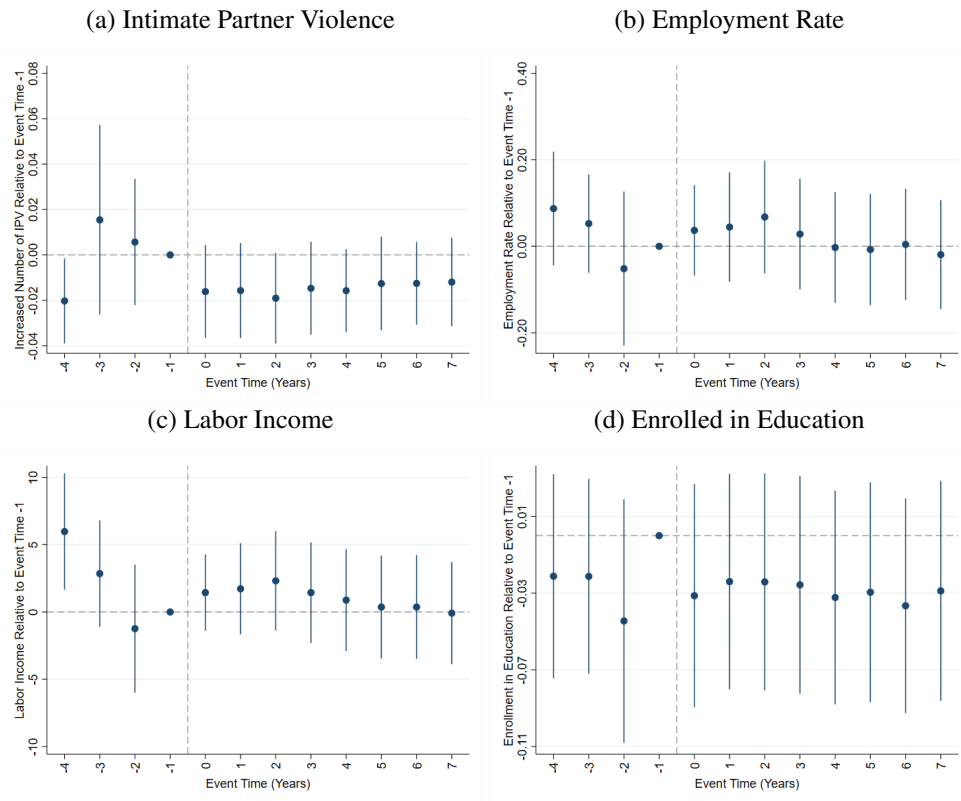 (a) Intimate Partner Violence
Increased Number of IPV Relative to Event Time -1
0.08
0.06
0.04
0.02
0.00
-0.02
-0.04
-4 -3 -2 -1 0 1 2 3 4 5 6 7
Event Time (Years)
(b) Employment Rate
Employment Rate Relative to Event Time -1
0.40
0.20
0.00
-0.20
-4 -3 -2 -1 0 1 2 3 4 5 6 7
Event Time (Years)
(c) Labor Income
Labor Income Relative to Event Time -1
10
5
0
-5
-10
-4 -3 -2 -1 0 1 2 3 4 5 6 7
Event Time (Years)
(d) Enrolled in Education
Enrollment in Education Relative to Event Time -1
0.01
-0.03
-0.07
-0.11
-4 -3 -2 -1 0 1 2 3 4 5 6 7
Event Time (Years)